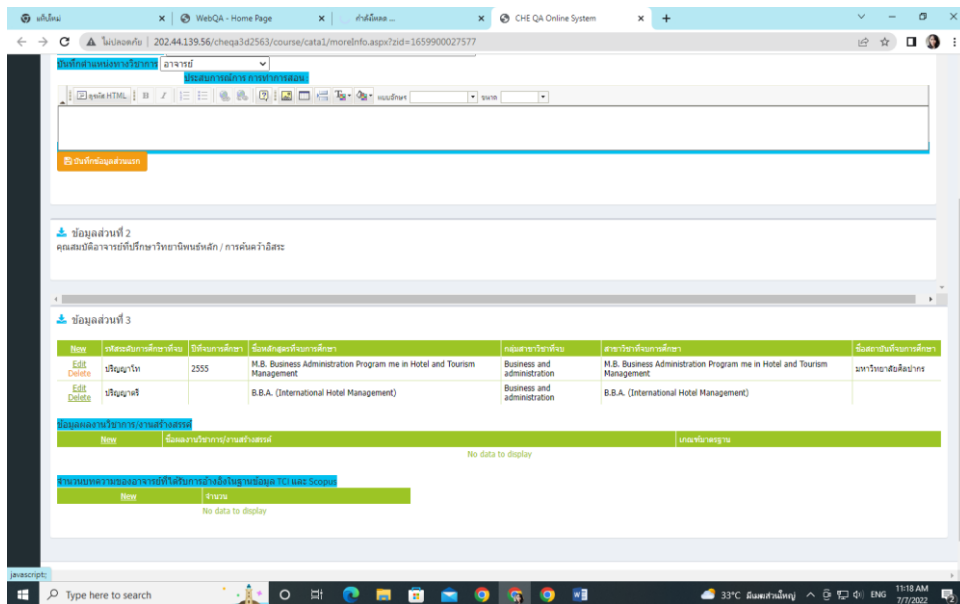 แท็บใหม่
WebQA - Home Page
กำลังโหลด ...
CHE QA Online System
ไม่ปลอดภัย | 202.44.139.56/cheqa3d2563/course/cata1/moreInfo.aspx?zid=1659900027577
บันทึกตำแหน่งทางวิชาการ อาจารย์
ประสบการณ์การ การทำการสอน :
ดูรหัส HTML
B I
แบบอักษร ขนาด
บันทึกข้อมูลส่วนแรก
ข้อมูลส่วนที่ 2
คุณสมบัติอาจารย์ที่ปรึกษาวิทยานิพนธ์หลัก / การค้นคว้าอิสระ
ข้อมูลส่วนที่ 3
New รหัสระดับการศึกษาที่จบ ปีที่จบการศึกษา ชื่อหลักสูตรที่จบการศึกษา กลุ่มสาขาวิชาที่จบ สาขาวิชาที่จบการศึกษา ชื่อสถาบันที่จบการศึกษา
Edit Delete ปริญญาโท 2555 M.B. Business Administration Program me in Hotel and Tourism Management Business and administration M.B. Business Administration Program me in Hotel and Tourism Management มหาวิทยาลัยศิลปากร
Edit Delete ปริญญาตรี B.B.A. (International Hotel Management) Business and administration B.B.A. (International Hotel Management)
ข้อมูลผลงานวิชาการ/งานสร้างสรรค์
New ชื่อผลงานวิชาการ/งานสร้างสรรค์ เกณฑ์มาตรฐาน
No data to display
จำนวนบทความของอาจารย์ที่ได้รับการอ้างอิงในฐานข้อมูล TCI และ Scopus
New จำนวน
No data to display
javascript:;
Type here to search
33°C มีเมฆส่วนใหญ่
ENG
11:18 AM
7/7/2022